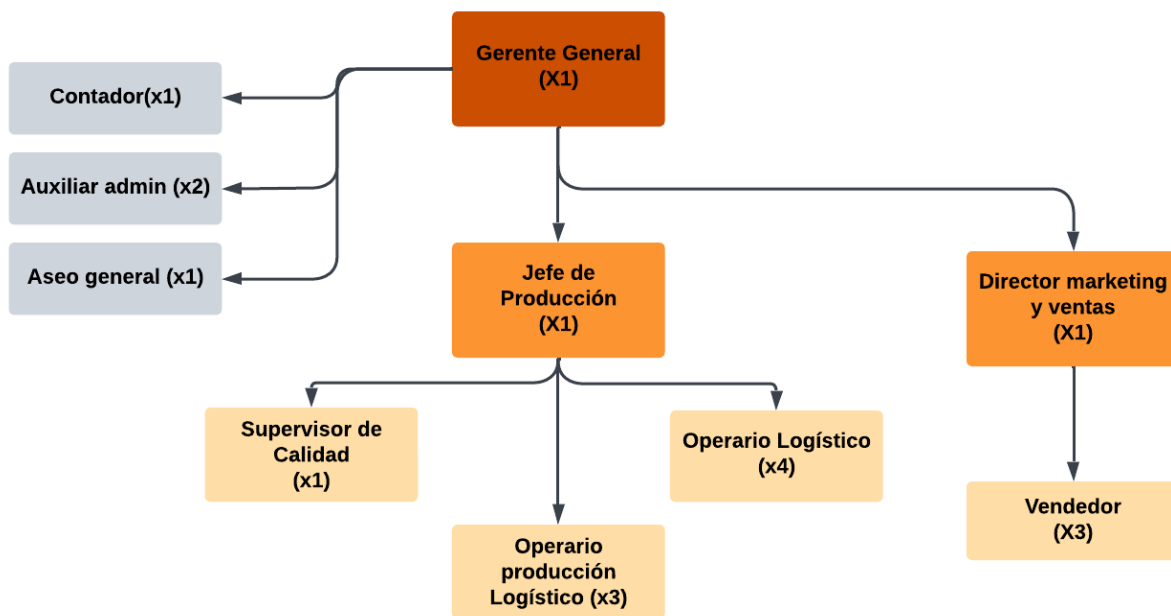 Gerente General
(X1)
Contador(x1)
Auxiliar admin (x2)
Aseo general (x1)
Jefe de
Producción
(X1)
Director marketing
y ventas
(X1)
Supervisor de
Calidad
(x1)
Operario Logístico
(x4)
Operario
producción
Logístico (x3)
Vendedor
(X3)